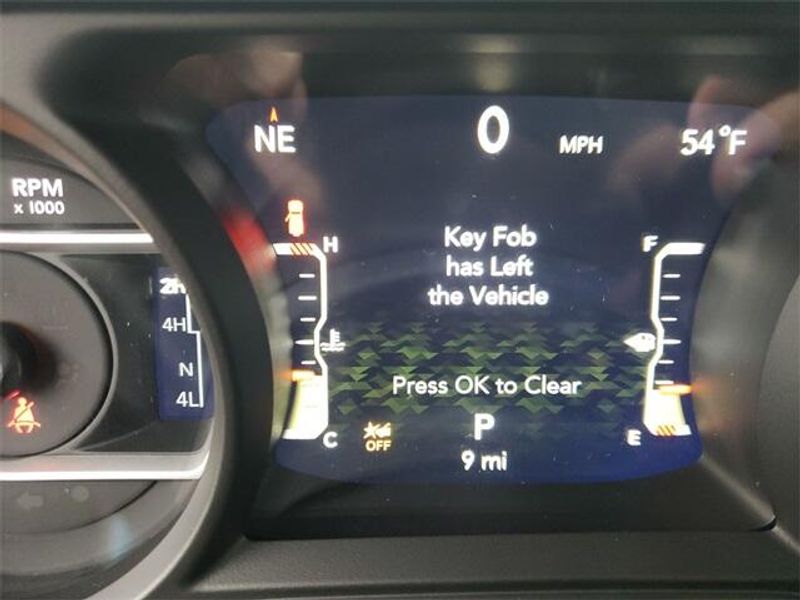 NE
0
MPH
54°F
RPM
x 1000
Key Fob
has Left
the Vehicle
H
F
2H
4H
N
4L
Press OK to Clear
OFF
P
C
E
9 mi